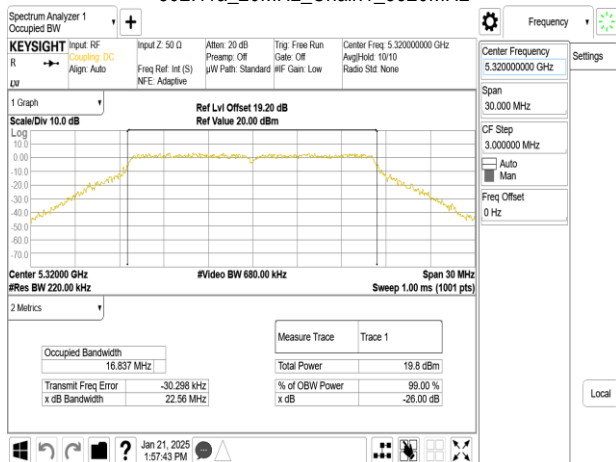 Spectrum Analyzer 1
Occupied BW
+
Frequency
KEYSIGHT
R
Input: RF
Coupling: DC
Align: Auto
Input Z: 50 Ω
Freq Ref: Int (S)
NFE: Adaptive
Atten: 20 dB
Preamp: Off
µW Path: Standard
Trig: Free Run
Gate: Off
#IF Gain: Low
Center Freq: 5.320000000 GHz
Avg|Hold: 10/10
Radio Std: None
Center Frequency
5.320000000 GHz
Settings
Span
30.000 MHz
CF Step
3.000000 MHz
Auto
Man
Freq Offset
0 Hz
Local
1 Graph
Scale/Div 10.0 dB
Ref Lvl Offset 19.20 dB
Ref Value 20.00 dBm
Log
10.0
0.00
-10.0
-20.0
-30.0
-40.0
-50.0
-60.0
-70.0
Center 5.32000 GHz
#Video BW 680.00 kHz
Span 30 MHz
#Res BW 220.00 kHz
Sweep 1.00 ms (1001 pts)
2 Metrics
Measure Trace Trace 1
Occupied Bandwidth
16.837 MHz
Total Power 19.8 dBm
Transmit Freq Error -30.298 kHz
% of OBW Power 99.00 %
x dB Bandwidth 22.56 MHz
x dB -26.00 dB
?
Jan 21, 2025
1:57:43 PM